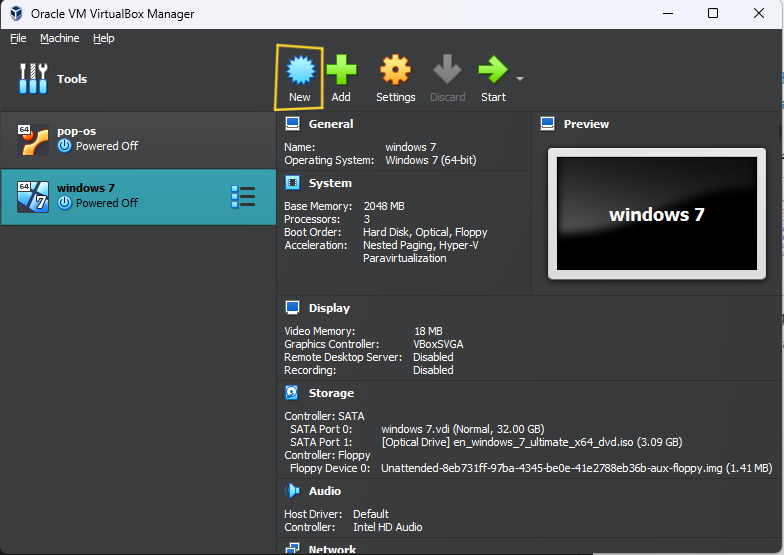 Oracle VM VirtualBox Manager
File Machine Help
Tools
New Add Settings Discard Start
64
pop-os
Powered Off
64
7
windows 7
Powered Off
General
Name: windows 7
Operating System: Windows 7 (64-bit)
System
Base Memory: 2048 MB
Processors: 3
Boot Order: Hard Disk, Optical, Floppy
Acceleration: Nested Paging, Hyper-V
Paravirtualization
Preview
windows 7
Display
Video Memory: 18 MB
Graphics Controller: VBoxSVGA
Remote Desktop Server: Disabled
Recording: Disabled
Storage
Controller: SATA
SATA Port 0: windows 7.vdi (Normal, 32.00 GB)
SATA Port 1: [Optical Drive] en_windows_7_ultimate_x64_dvd.iso (3.09 GB)
Controller: Floppy
Floppy Device 0: Unattended-8eb731ff-97ba-4345-be0e-41e2788eb36b-aux-floppy.img (1.41 MB)
Audio
Host Driver: Default
Controller: Intel HD Audio
Network